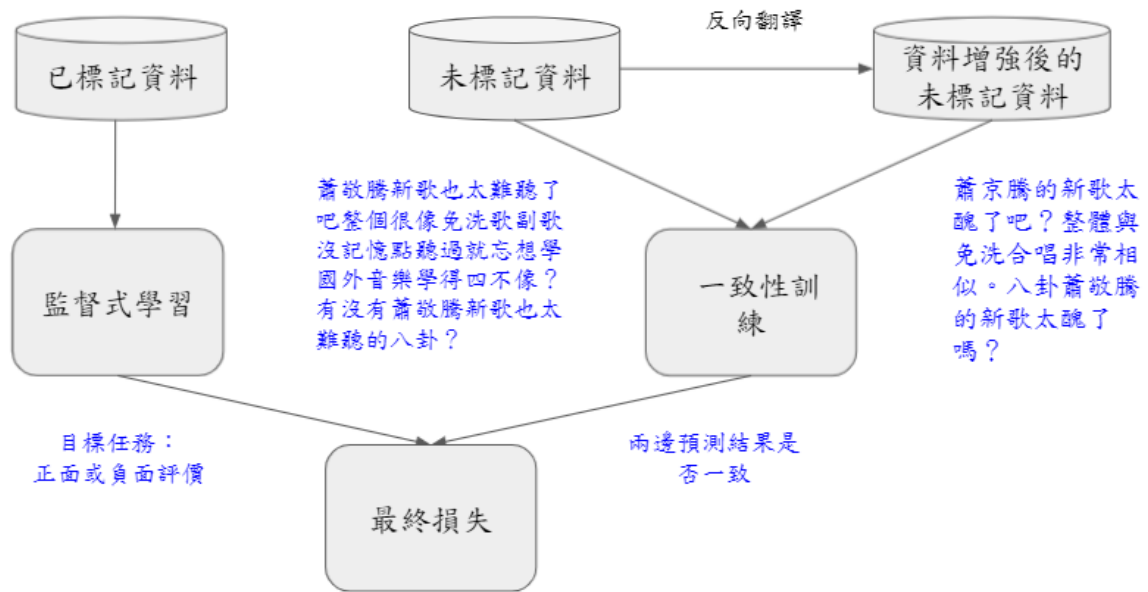 反向翻譯
已標記資料
未標記資料
資料增強後的
未標記資料
蕭敬騰新歌也太難聽了
吧整個很像免洗歌副歌
沒記憶點聽過就忘想學
國外音樂學得四不像？
有沒有蕭敬騰新歌也太
難聽的八卦？
蕭京騰的新歌太
醜了吧？整體與
免洗合唱非常相
似。八卦蕭敬騰
的新歌太醜了
嗎？
監督式學習
一致性訓
練
目標任務：
正面或負面評價
兩邊預測結果是
否一致
最終損失